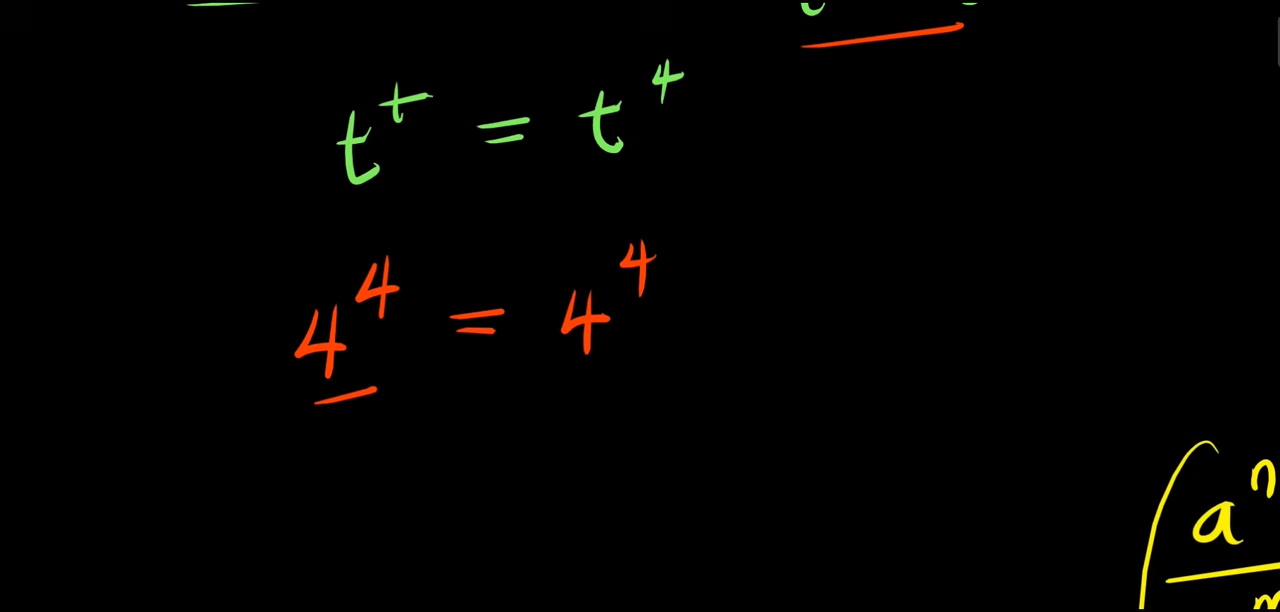 t^t = t^4
4^4 = 4^4
a^n